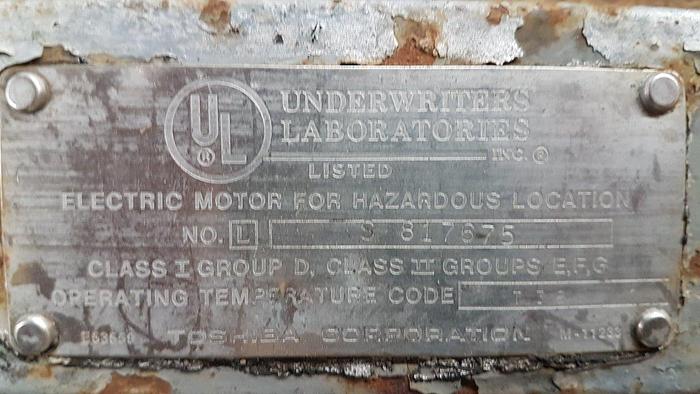 UL ®
UNDERWRITERS
LABORATORIES
INC. ®
LISTED
ELECTRIC MOTOR FOR HAZARDOUS LOCATION
NO. L S 817675
CLASS I GROUP D, CLASS II GROUPS E,F,G
OPERATING TEMPERATURE CODE
TOSHIBA CORPORATION M-11233